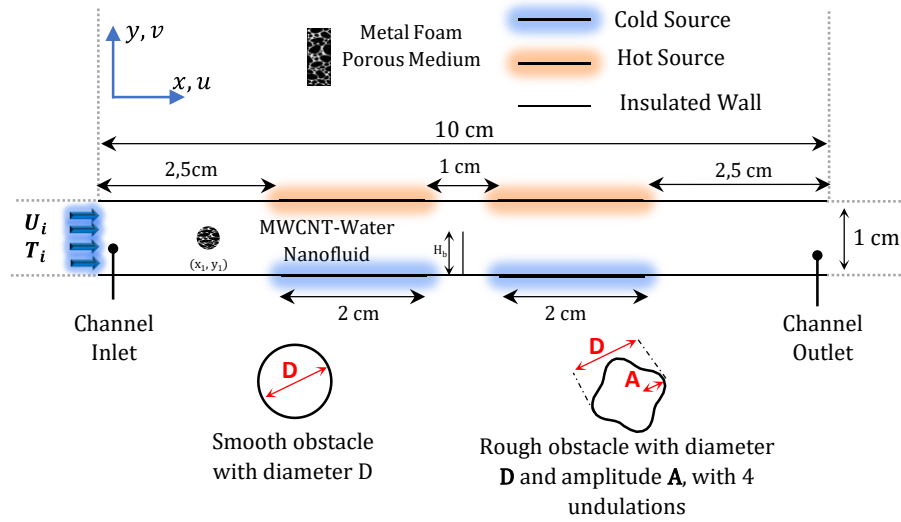 y, v
x, u
Metal Foam
Porous Medium
Cold Source
Hot Source
Insulated Wall
10 cm
2,5cm
1 cm
2,5 cm
U_i
T_i
MWCNT-Water
Nanofluid
H_b
(x₁, y₁)
1 cm
2 cm
2 cm
Channel
Inlet
Channel
Outlet
D
D
A
Smooth obstacle
with diameter D
Rough obstacle with diameter
D and amplitude A, with 4
undulations